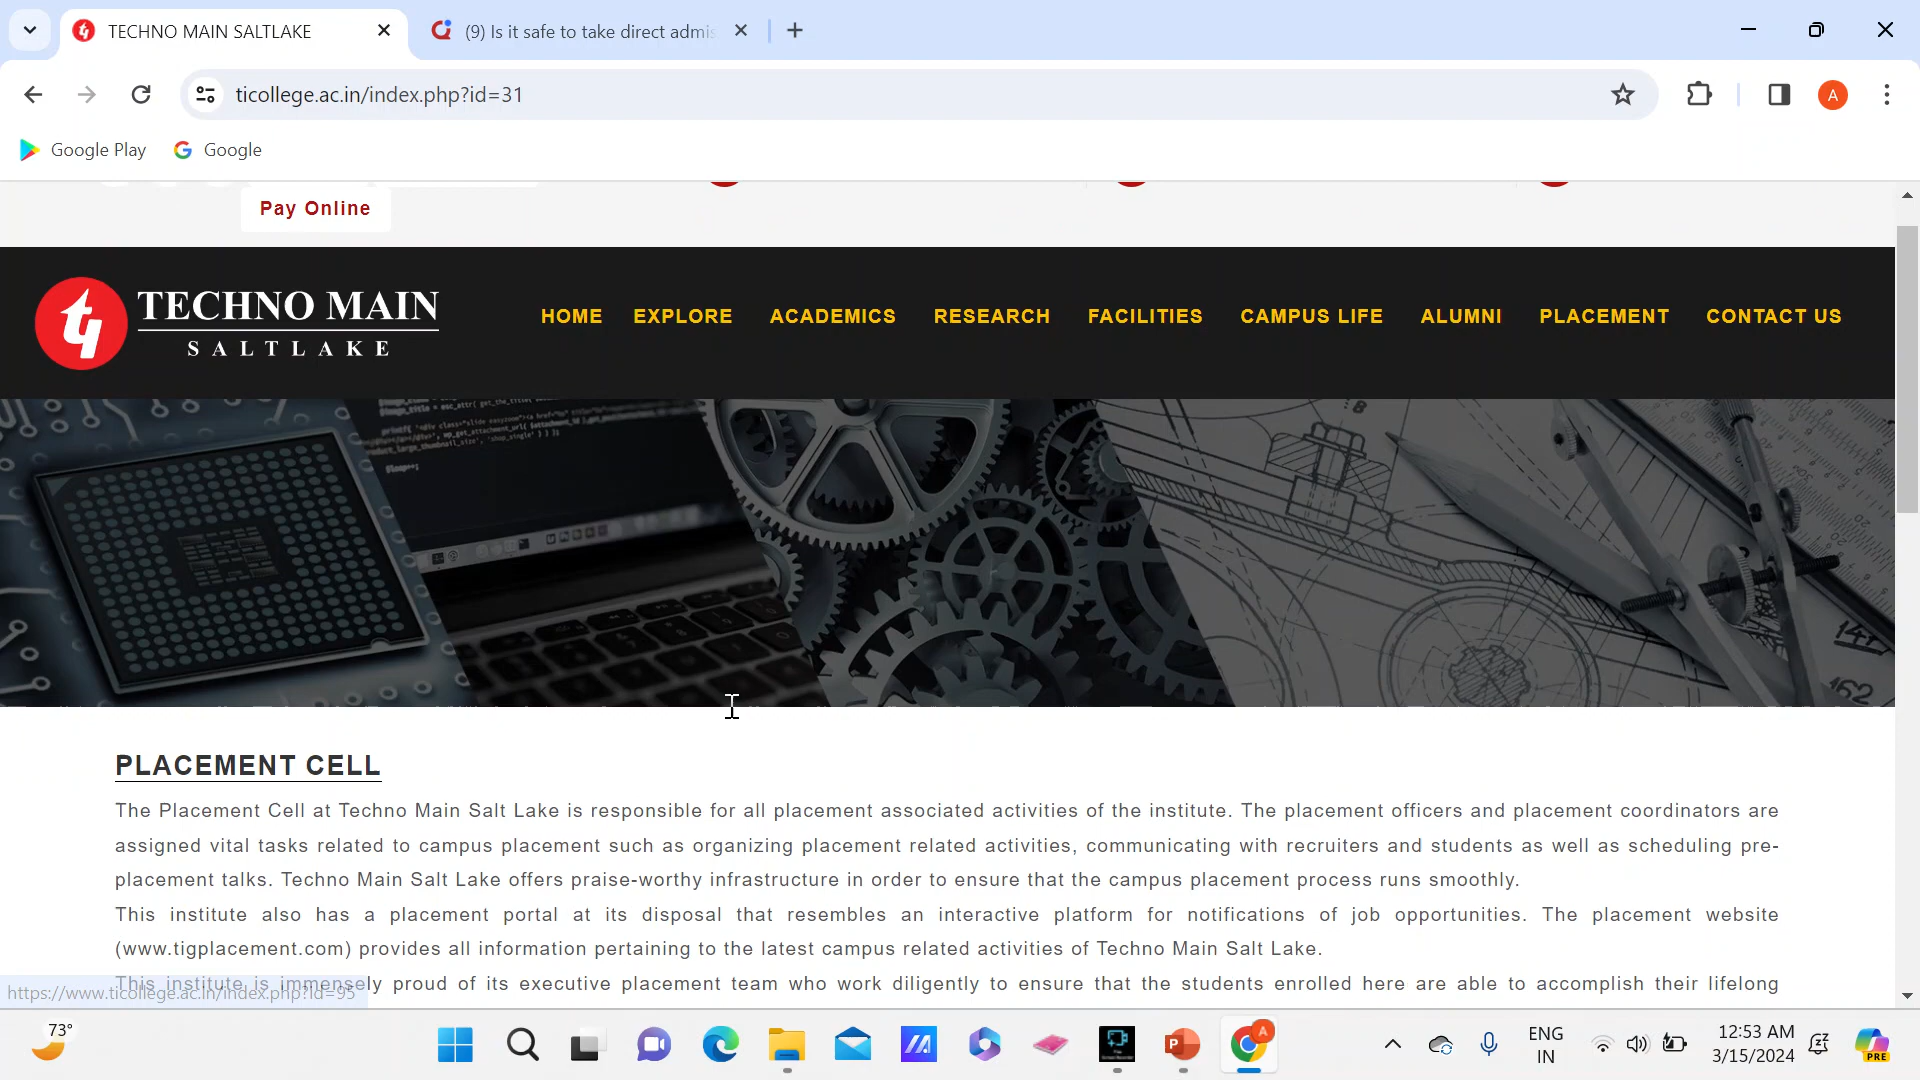 TECHNO MAIN SALTLAKE
(9) Is it safe to take direct admis
ticollege.ac.in/index.php?id=31
A
Google Play
Google
Pay Online
TECHNO MAIN
SALTLAKE
HOME EXPLORE ACADEMICS RESEARCH FACILITIES CAMPUS LIFE ALUMNI PLACEMENT CONTACT US
PLACEMENT CELL
The Placement Cell at Techno Main Salt Lake is responsible for all placement associated activities of the institute. The placement officers and placement coordinators are
assigned vital tasks related to campus placement such as organizing placement related activities, communicating with recruiters and students as well as scheduling pre-
placement talks. Techno Main Salt Lake offers praise-worthy infrastructure in order to ensure that the campus placement process runs smoothly.
This institute also has a placement portal at its disposal that resembles an interactive platform for notifications of job opportunities. The placement website
(www.tigplacement.com) provides all information pertaining to the latest campus related activities of Techno Main Salt Lake.
This institute is immensely proud of its executive placement team who work diligently to ensure that the students enrolled here are able to accomplish their lifelong
https://www.ticollege.ac.in/index.php?id=95
73°
A
ENG
IN
12:53 AM
3/15/2024
PRE